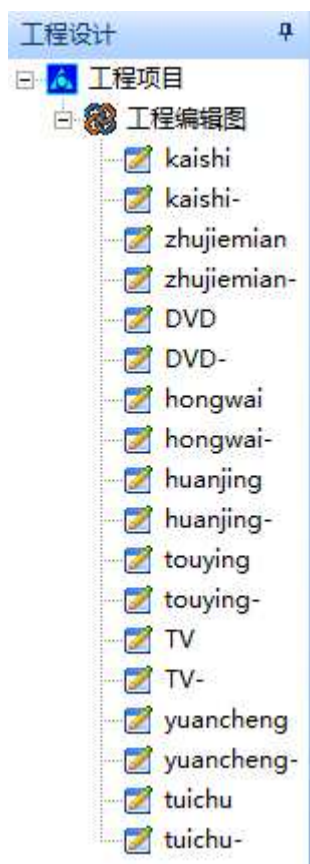 工程设计
工程项目
工程编辑图
kaishi
kaishi-
zhujiemian
zhujiemian-
DVD
DVD-
hongwai
hongwai-
huanjing
huanjing-
touying
touying-
TV
TV-
yuancheng
yuancheng-
tuichu
tuichu-